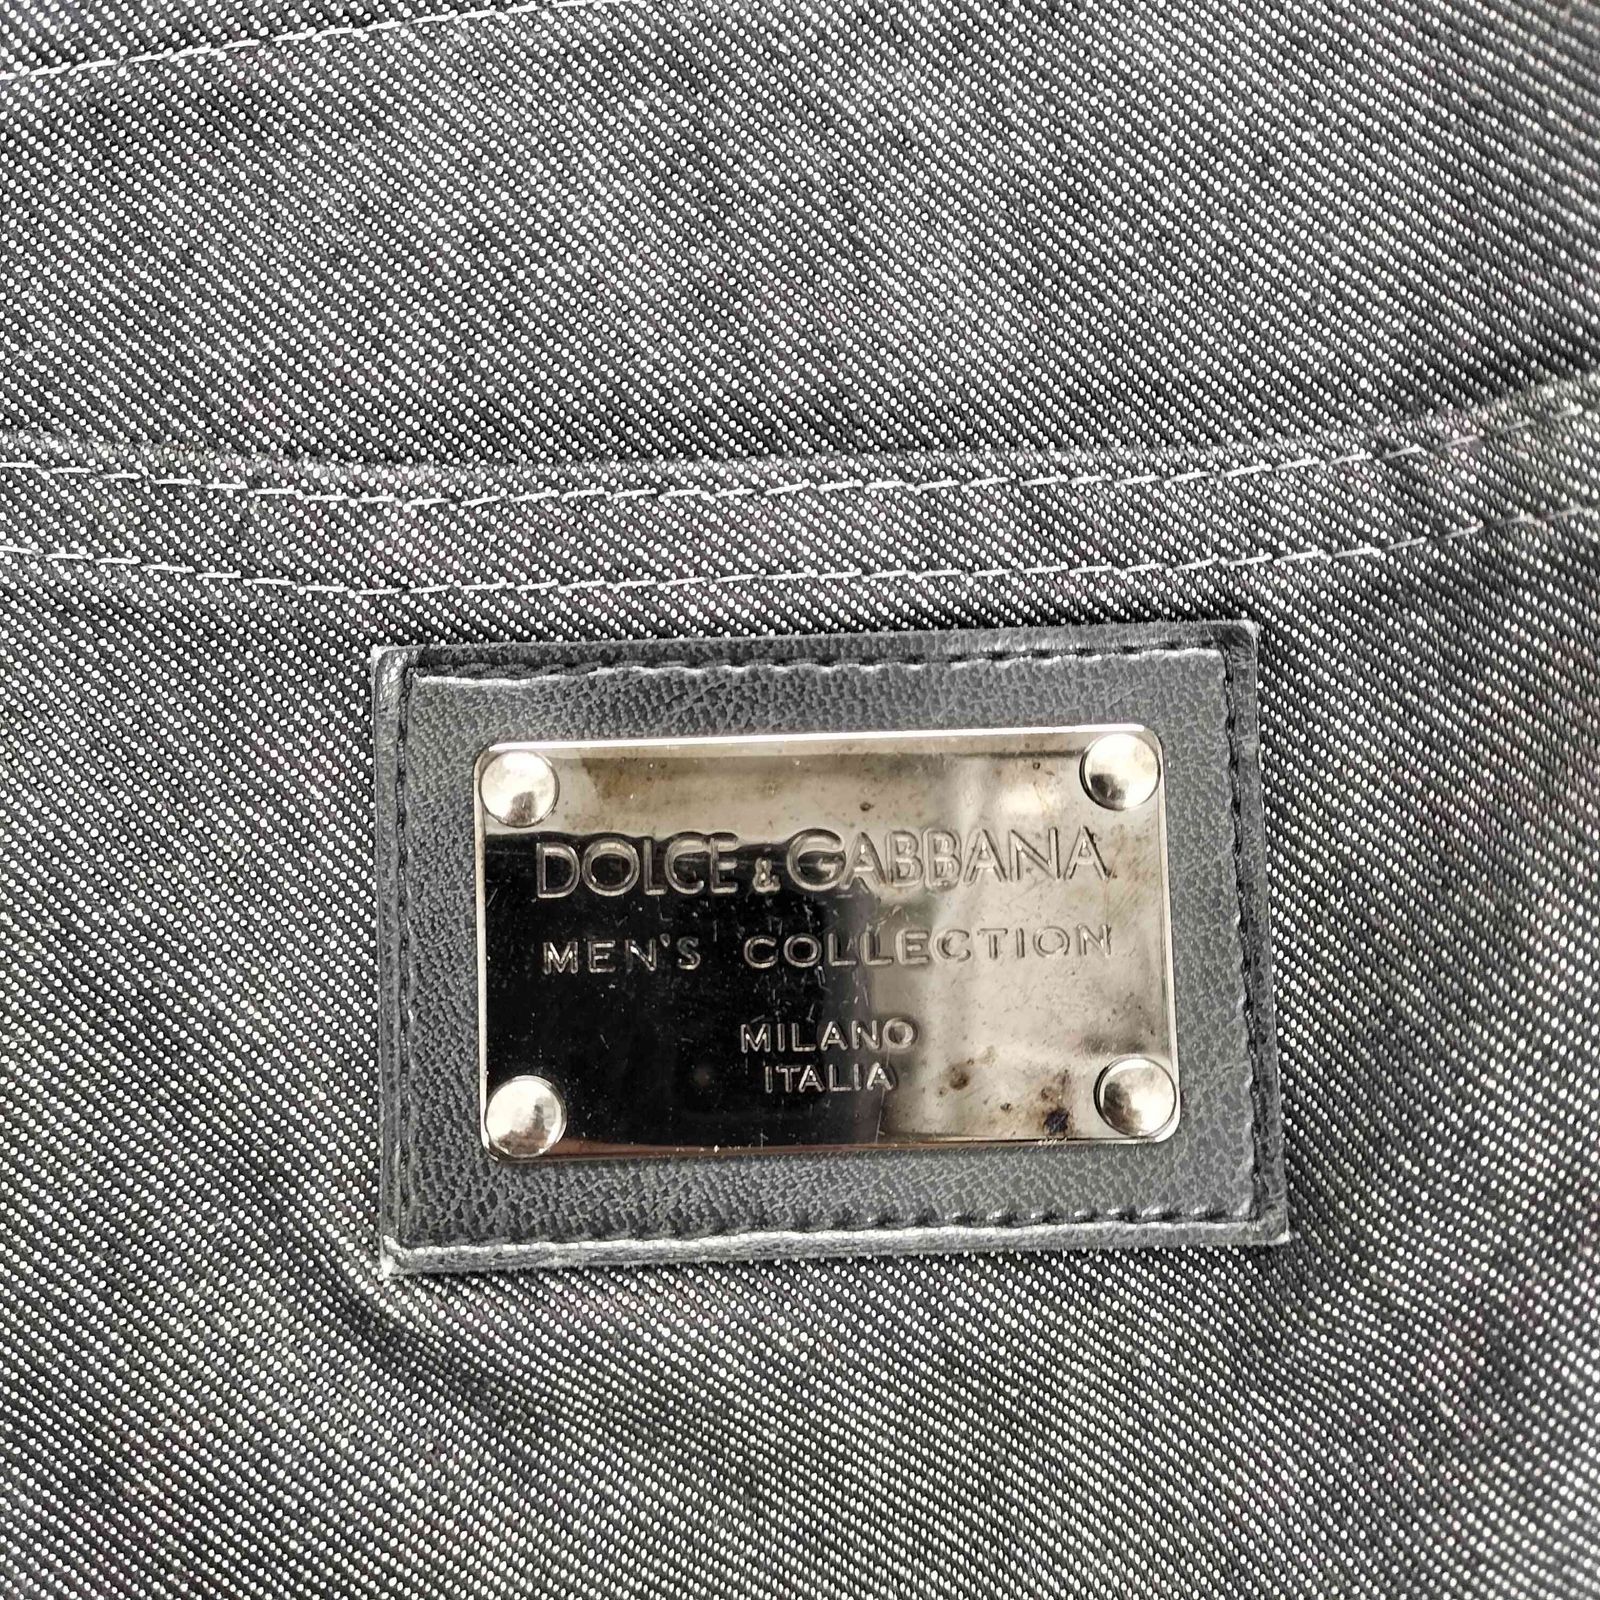 DOLCE & GABBANA
MEN'S COLLECTION
MILANO
ITALIA